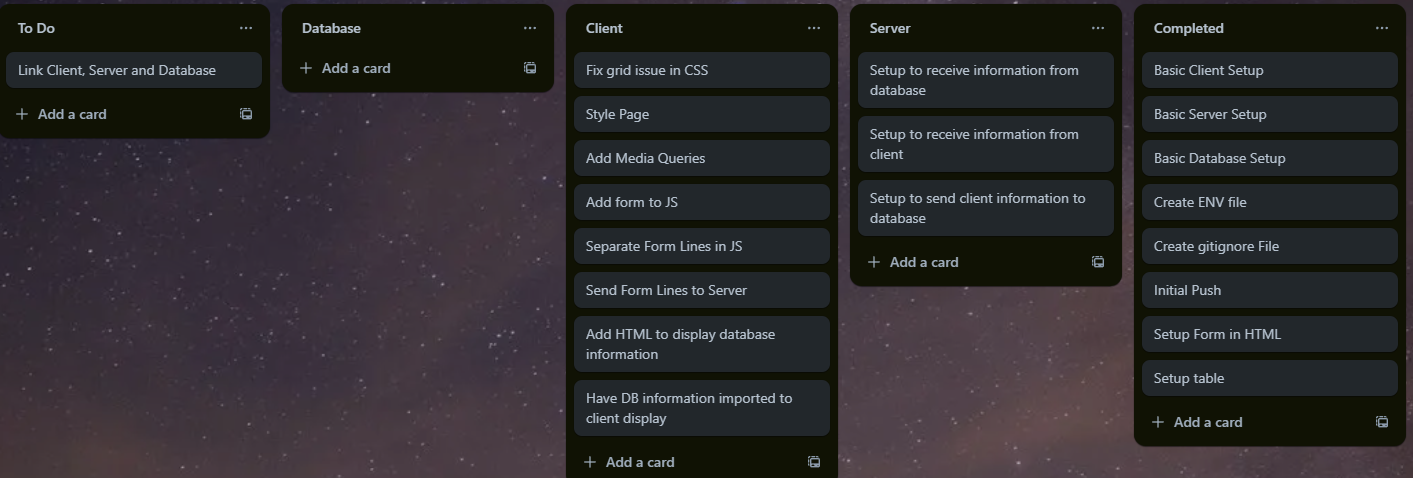 To Do
Link Client, Server and Database
Add a card
Database
Add a card
Client
Fix grid issue in CSS
Style Page
Add Media Queries
Add form to JS
Separate Form Lines in JS
Send Form Lines to Server
Add HTML to display database
information
Have DB information imported to
client display
Add a card
Server
Setup to receive information from
database
Setup to receive information from
client
Setup to send client information to
database
Add a card
Completed
Basic Client Setup
Basic Server Setup
Basic Database Setup
Create ENV file
Create gitignore File
Initial Push
Setup Form in HTML
Setup table
Add a card